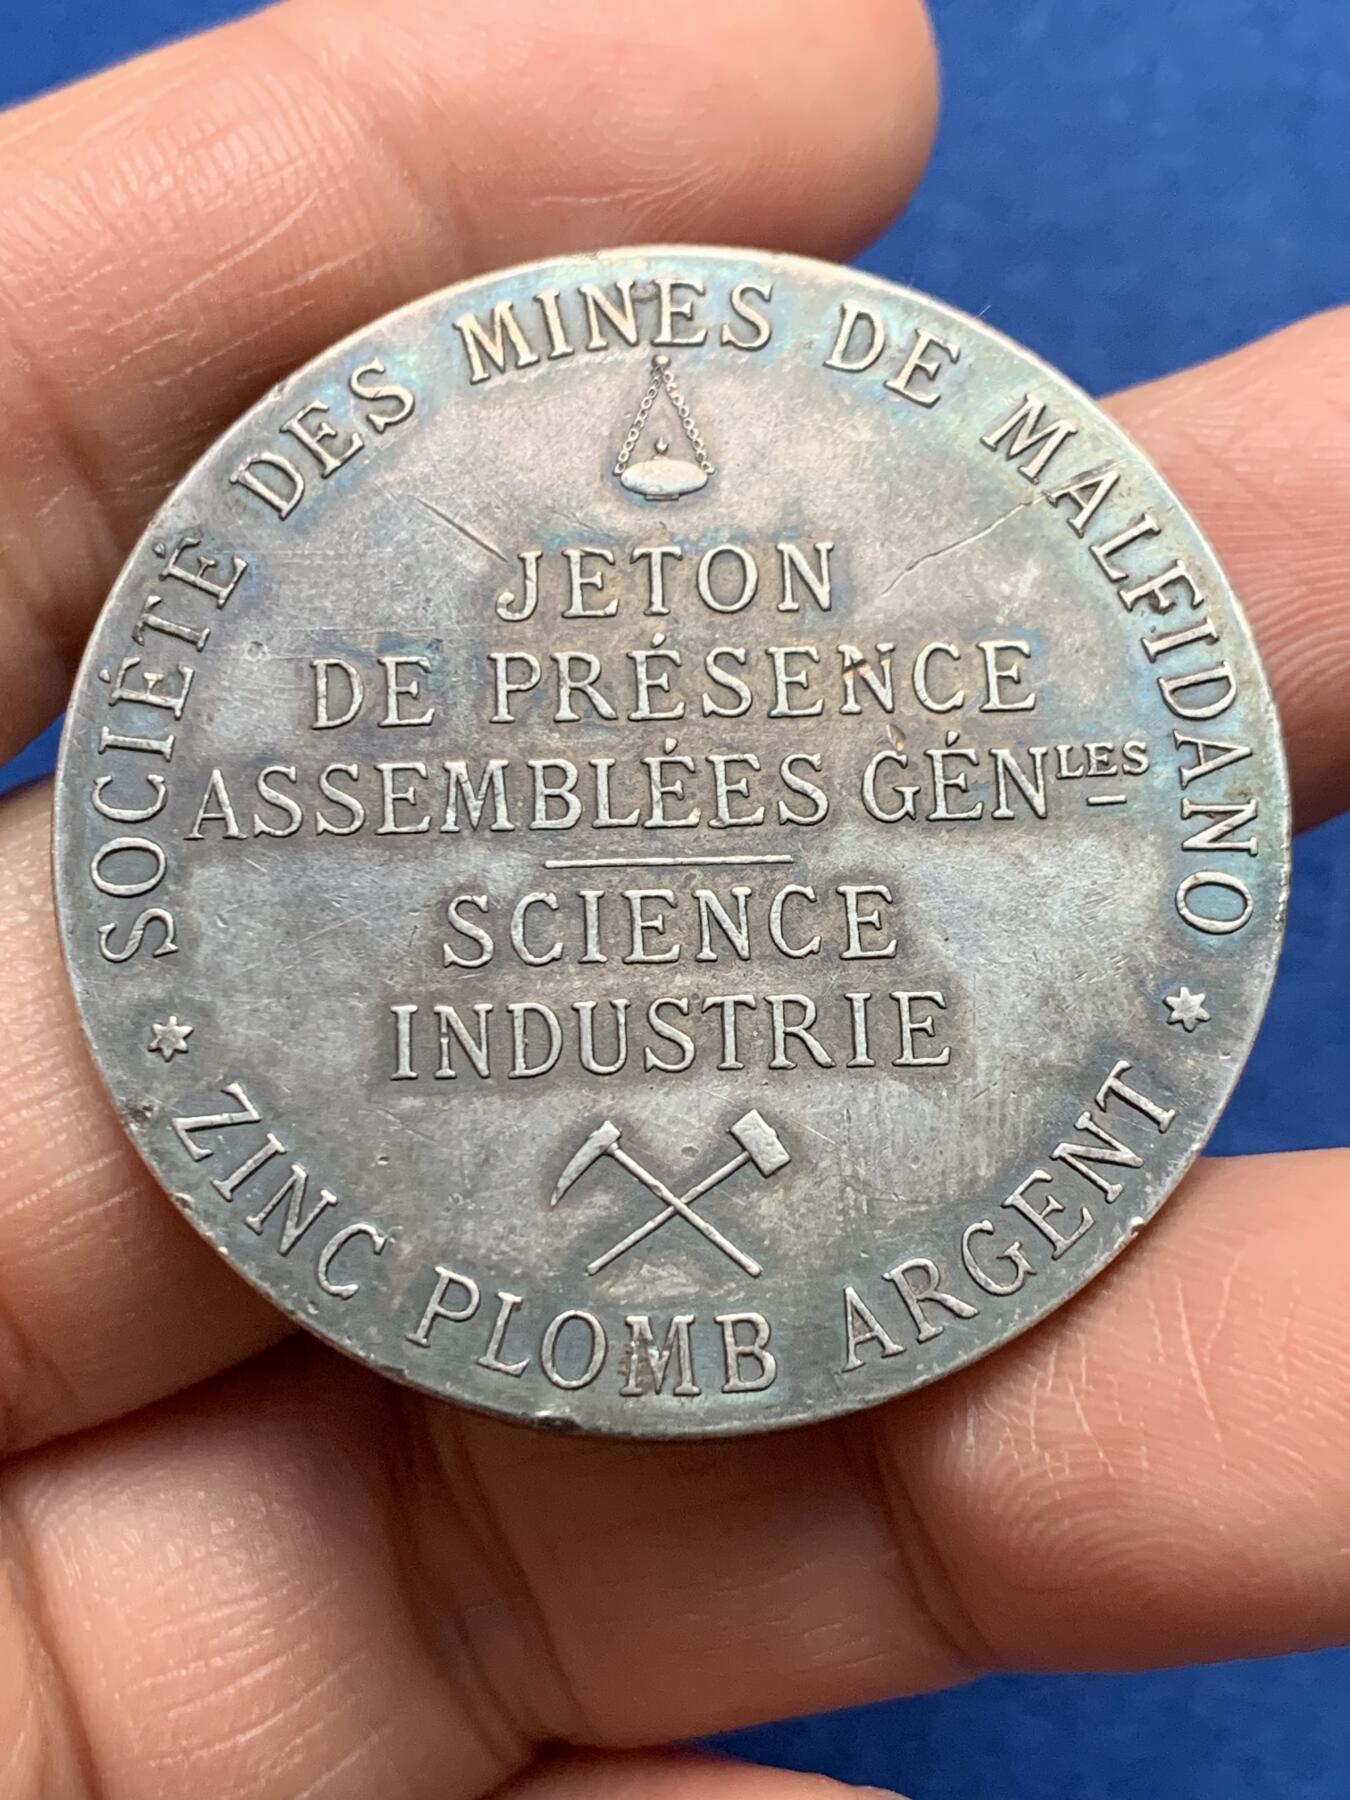 SOCIÉTÉ DES MINES DE MALFIDANO
JETON
DE PRÉSENCE
ASSEMBLÉES GÉNLES
SCIENCE
INDUSTRIE
ZINC PLOMB ARGENT